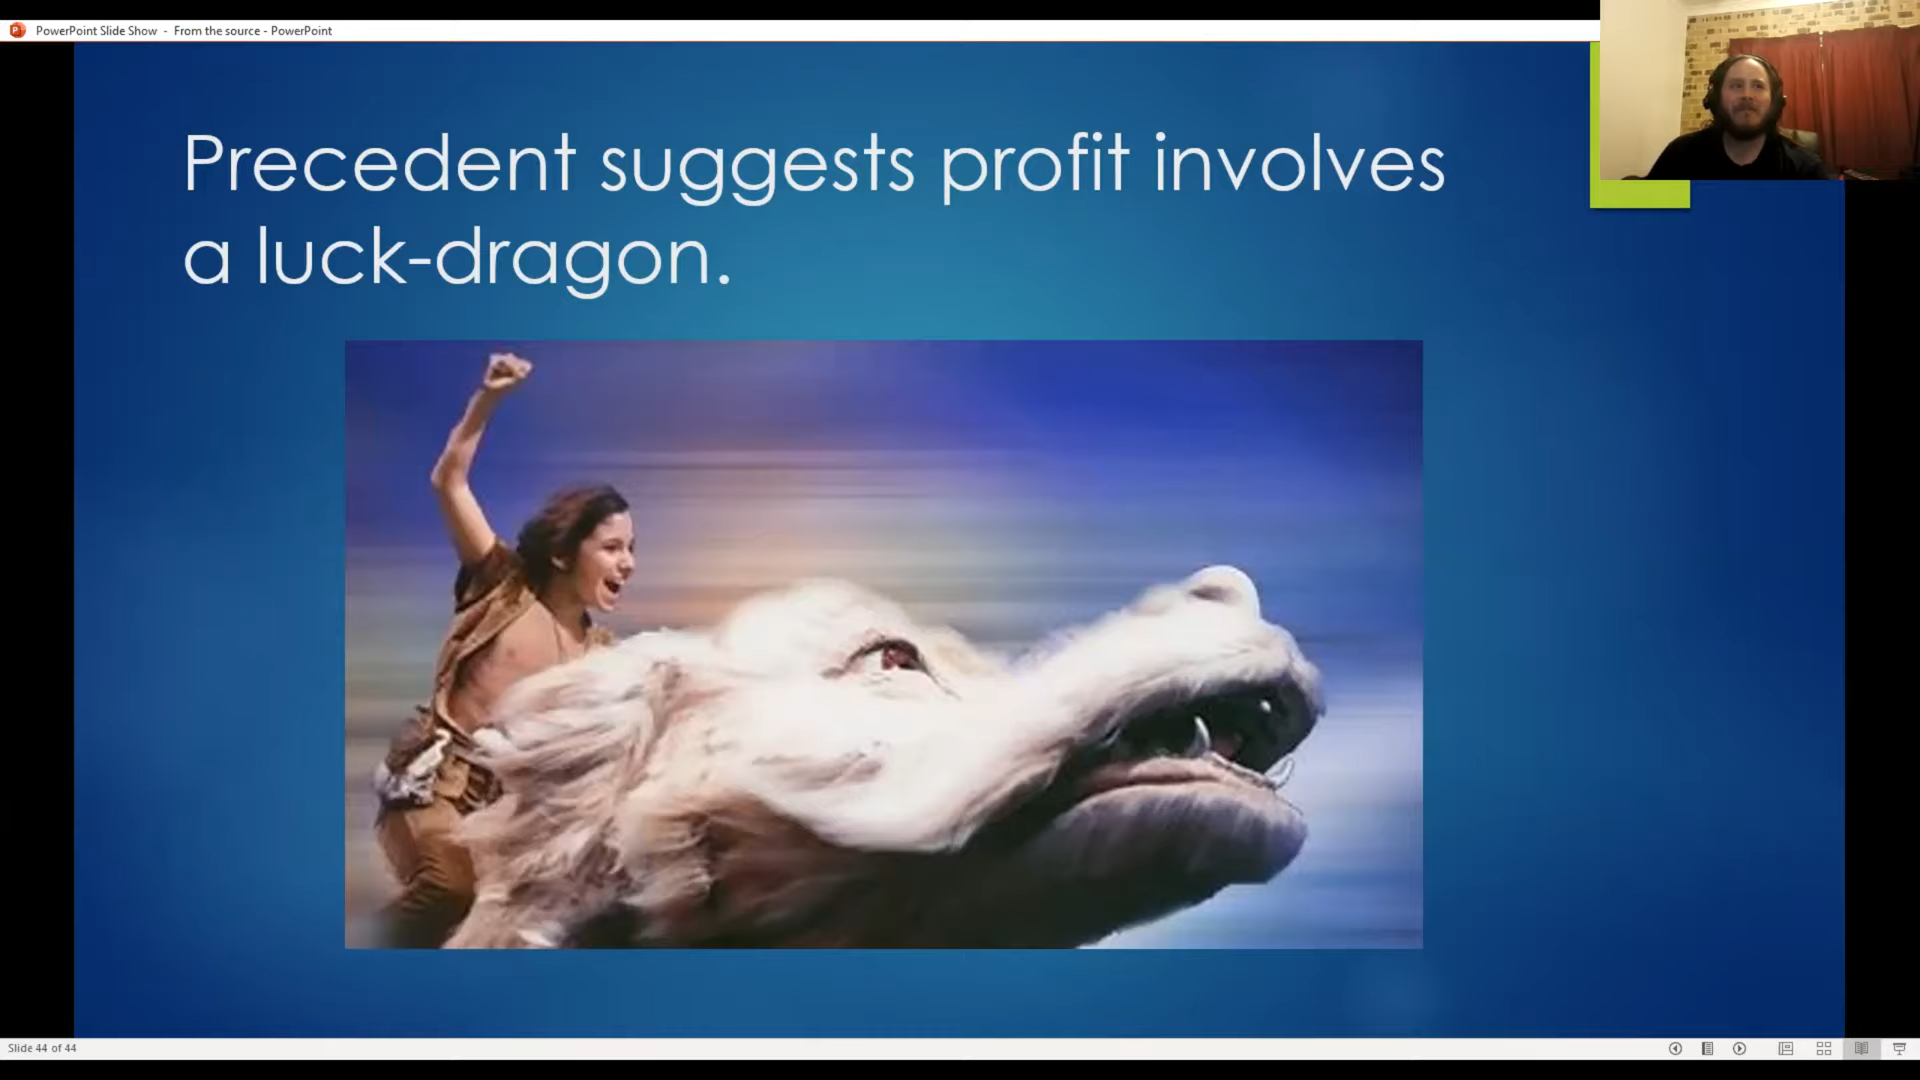 PowerPoint Slide Show - From the source - PowerPoint
Precedent suggests profit involves
a luck-dragon.
Slide 44 of 44